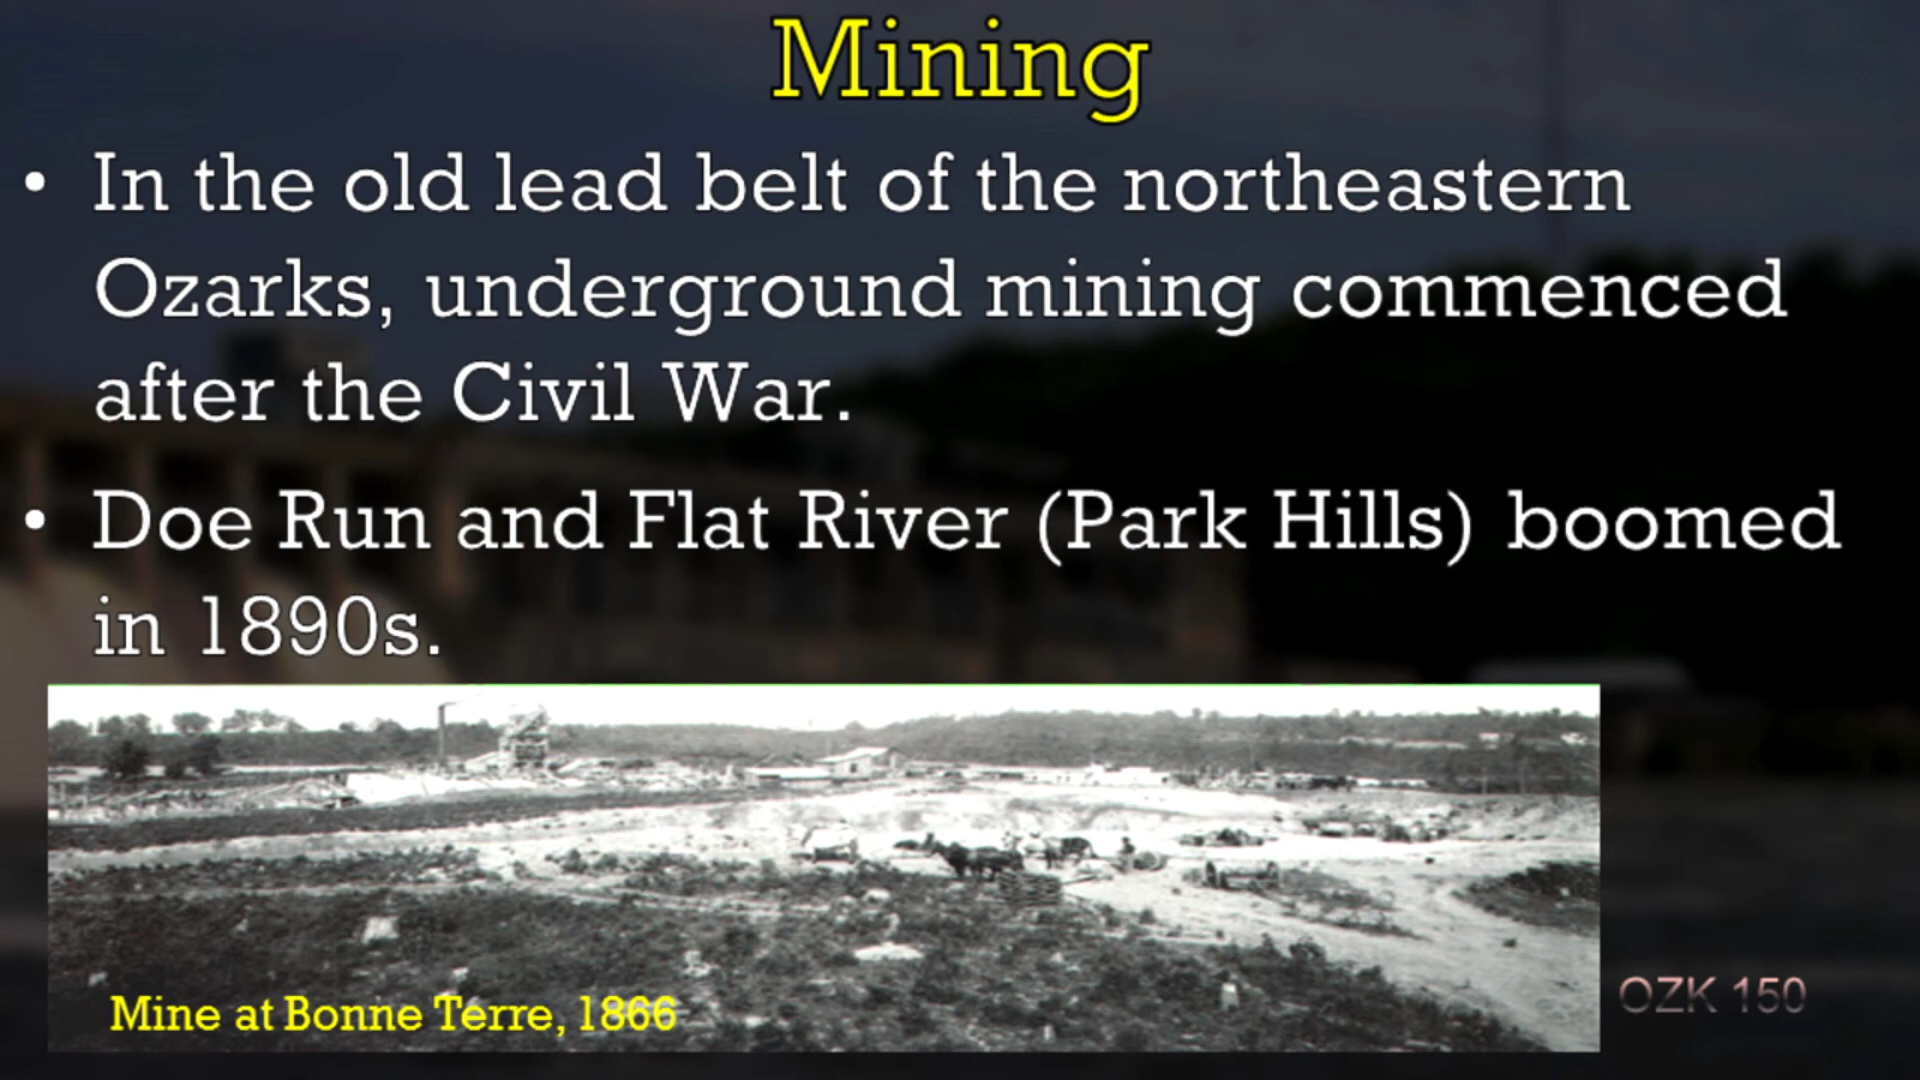 Mining
• In the old lead belt of the northeastern
Ozarks, underground mining commenced
after the Civil War.
• Doe Run and Flat River (Park Hills) boomed
in 1890s.
Mine at Bonne Terre, 1866
OZK 150